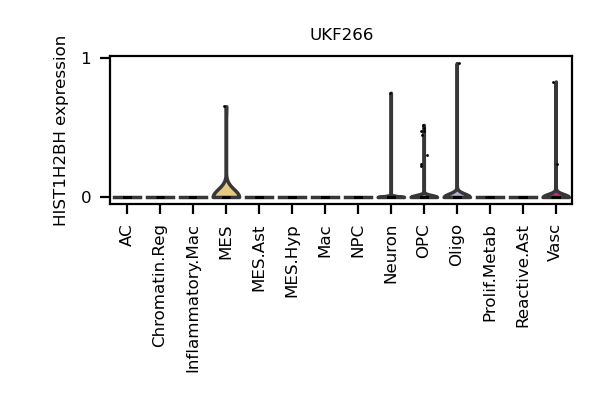 UKF266
HIST1H2BH expression
1
0
AC
Chromatin.Reg
Inflammatory.Mac
MES
MES.Ast
MES.Hyp
Mac
NPC
Neuron
OPC
Oligo
Prolif.Metab
Reactive.Ast
Vasc